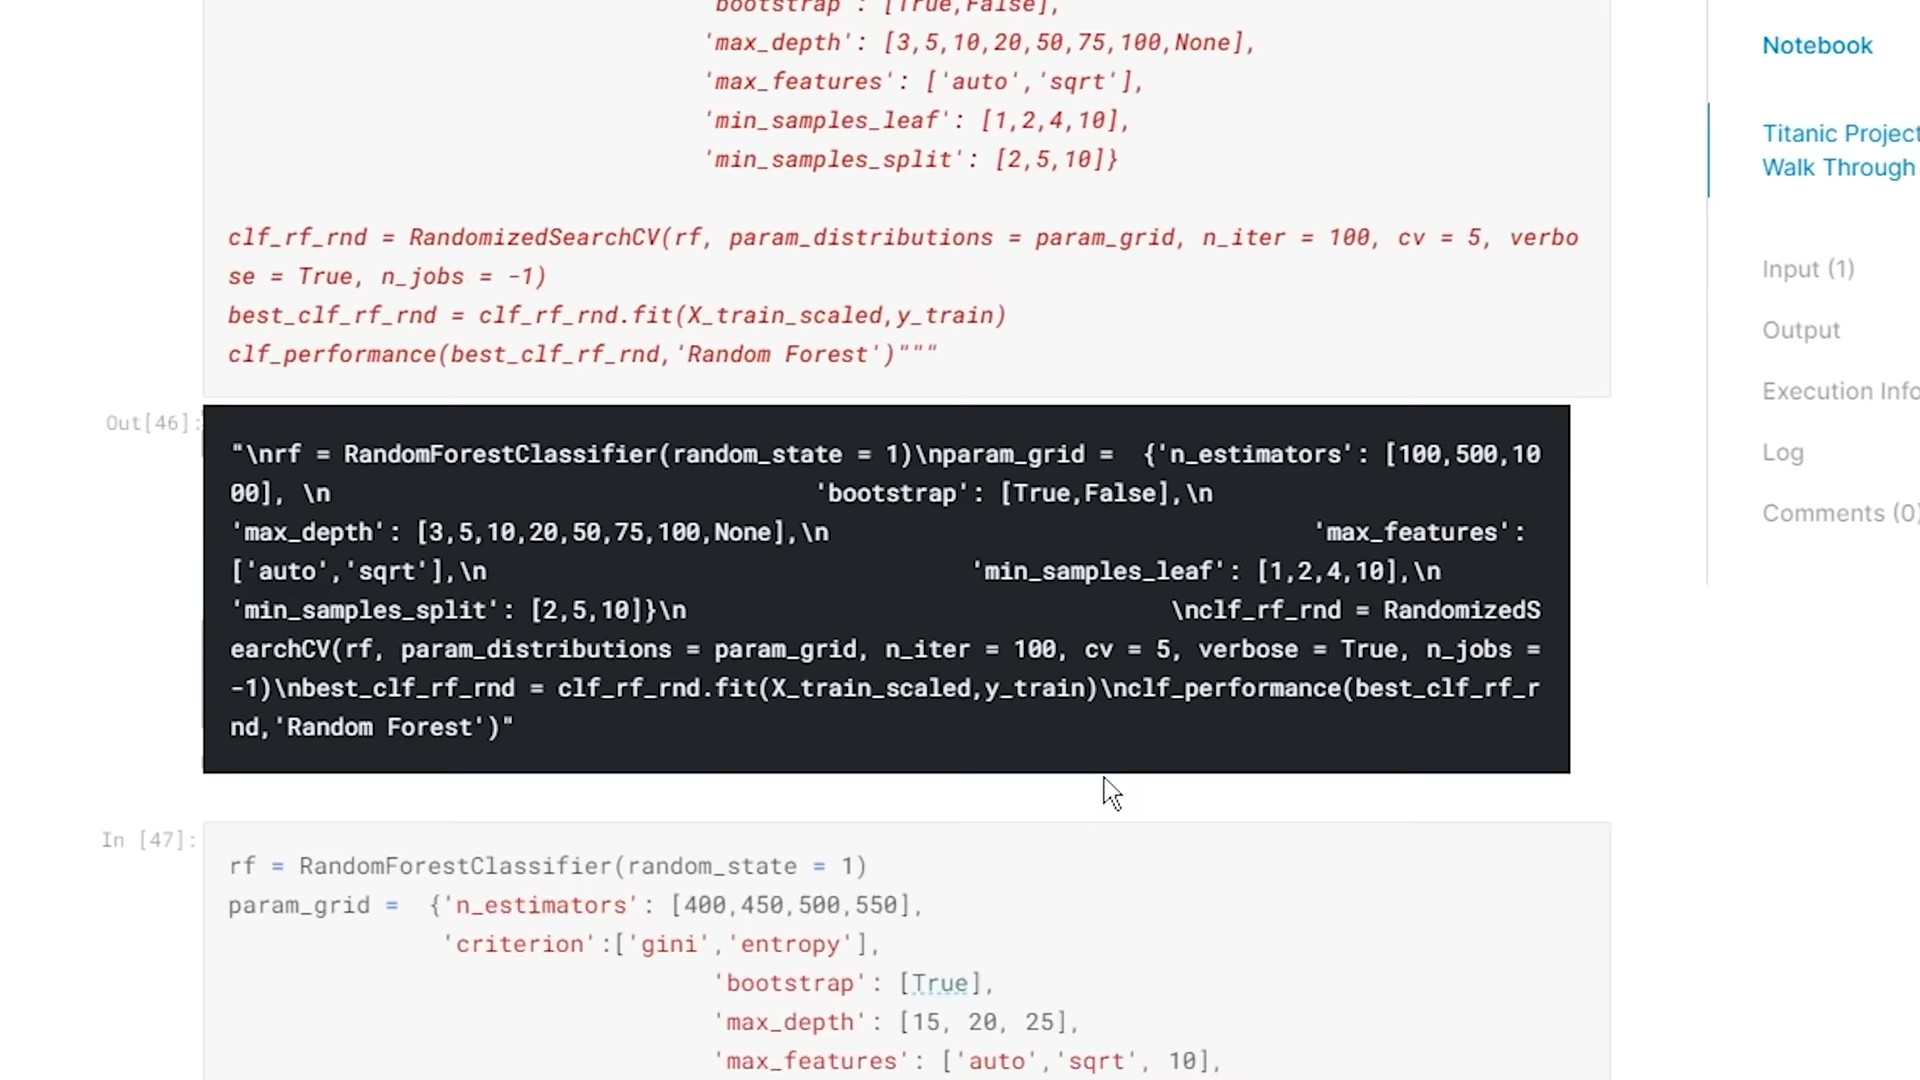 'bootstrap': [True,False],
'max_depth': [3,5,10,20,50,75,100,None],
'max_features': ['auto','sqrt'],
'min_samples_leaf': [1,2,4,10],
'min_samples_split': [2,5,10]}
clf_rf_rnd = RandomizedSearchCV(rf, param_distributions = param_grid, n_iter = 100, cv = 5, verbo
se = True, n_jobs = -1)
best_clf_rf_rnd = clf_rf_rnd.fit(X_train_scaled,y_train)
clf_performance(best_clf_rf_rnd,'Random Forest')"""
Out[46]:
"\nrf = RandomForestClassifier(random_state = 1)\nparam_grid =  {'n_estimators': [100,500,10
00], \n                                  'bootstrap': [True,False],\n
'max_depth': [3,5,10,20,50,75,100,None],\n                                  'max_features':
['auto','sqrt'],\n                                  'min_samples_leaf': [1,2,4,10],\n
'min_samples_split': [2,5,10]}\n                                  \nclf_rf_rnd = RandomizedS
earchCV(rf, param_distributions = param_grid, n_iter = 100, cv = 5, verbose = True, n_jobs =
-1)\nbest_clf_rf_rnd = clf_rf_rnd.fit(X_train_scaled,y_train)\nclf_performance(best_clf_rf_r
nd,'Random Forest')"
In [47]:
rf = RandomForestClassifier(random_state = 1)
param_grid =  {'n_estimators': [400,450,500,550],
'criterion':['gini','entropy'],
'bootstrap': [True],
'max_depth': [15, 20, 25],
'max_features': ['auto','sqrt', 10],
Notebook
Titanic Project
Walk Through
Input (1)
Output
Execution Info
Log
Comments (0)